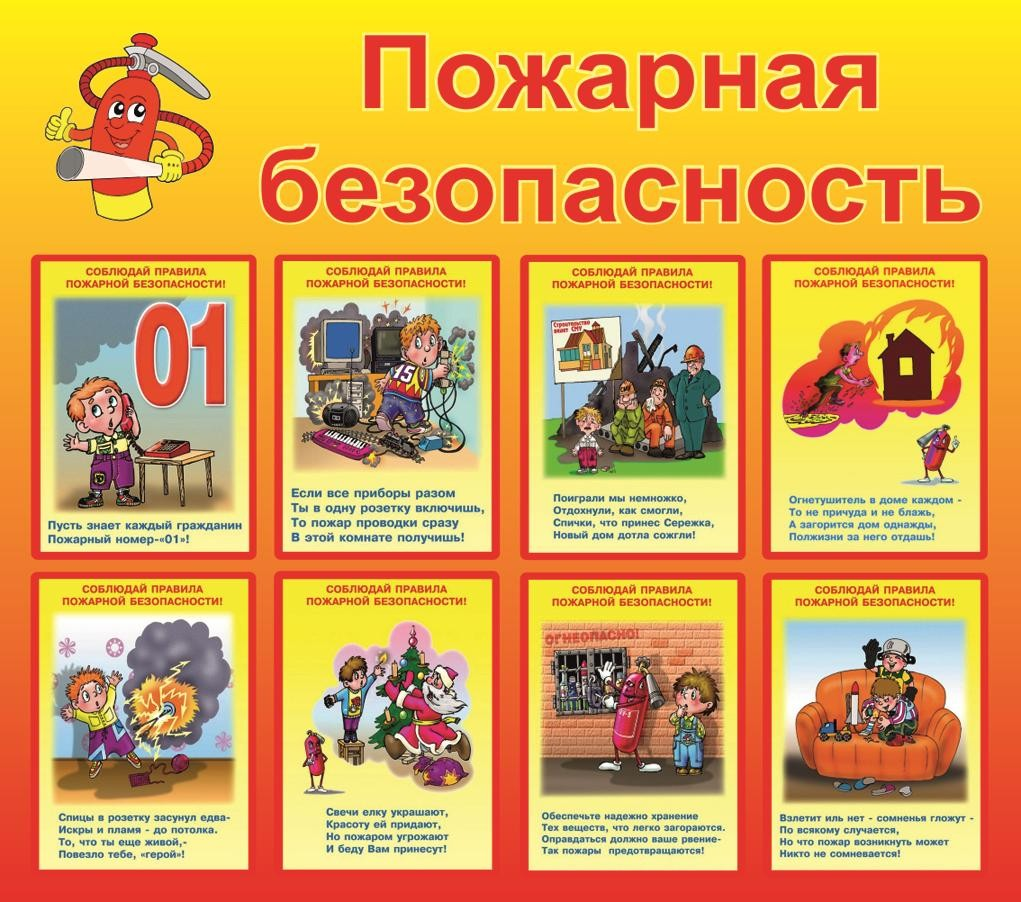 Пожарная
безопасность
СОБЛЮДАЙ ПРАВИЛА
ПОЖАРНОЙ БЕЗОПАСНОСТИ!
01
Пусть знает каждый гражданин
Пожарный номер-«01»!
СОБЛЮДАЙ ПРАВИЛА
ПОЖАРНОЙ БЕЗОПАСНОСТИ!
15
Если все приборы разом
Ты в одну розетку включишь,
То пожар проводки сразу
В этой комнате получишь!
СОБЛЮДАЙ ПРАВИЛА
ПОЖАРНОЙ БЕЗОПАСНОСТИ!
Строительство
ведет СМУ
Поиграли мы немножко,
Отдохнули, как смогли,
Спички, что принес Сережка,
Новый дом дотла сожгли!
СОБЛЮДАЙ ПРАВИЛА
ПОЖАРНОЙ БЕЗОПАСНОСТИ!
Огнетушитель в доме каждом -
То не причуда и не блажь,
А загорится дом однажды,
Полжизни за него отдашь!
СОБЛЮДАЙ ПРАВИЛА
ПОЖАРНОЙ БЕЗОПАСНОСТИ!
Спицы в розетку засунул едва-
Искры и пламя - до потолка.
То, что ты еще живой,-
Повезло тебе, «герой»!
СОБЛЮДАЙ ПРАВИЛА
ПОЖАРНОЙ БЕЗОПАСНОСТИ!
Свечи елку украшают,
Красоту ей придают,
Но пожаром угрожают
И беду Вам принесут!
СОБЛЮДАЙ ПРАВИЛА
ПОЖАРНОЙ БЕЗОПАСНОСТИ!
ОГНЕОПАСНО!
Обеспечьте надежно хранение
Тех веществ, что легко загораются.
Оправдаться должно ваше рвение-
Так пожары предотвращаются!
СОБЛЮДАЙ ПРАВИЛА
ПОЖАРНОЙ БЕЗОПАСНОСТИ!
Взлетит иль нет - сомненья гложут -
По всякому случается,
Но что пожар возникнуть может
Никто не сомневается!